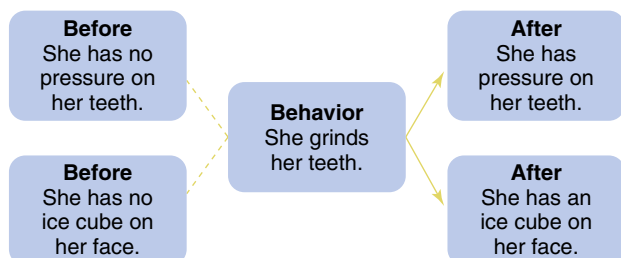 Before
She has no
pressure on
her teeth.
Before
She has no
ice cube on
her face.
Behavior
She grinds
her teeth.
After
She has
pressure on
her teeth.
After
She has an
ice cube on
her face.